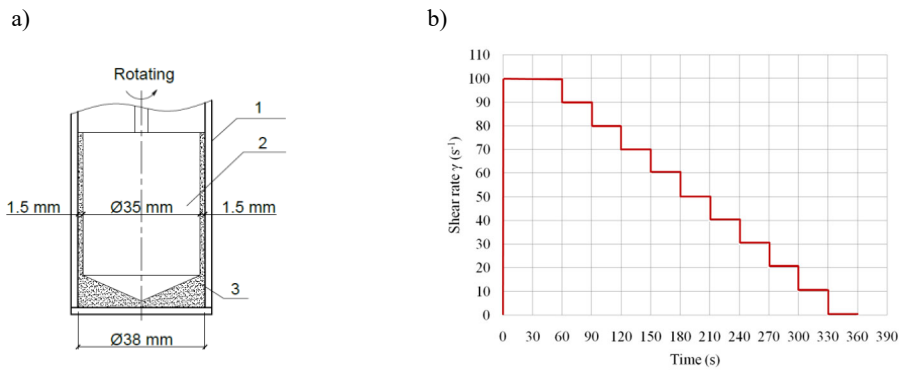 a)
Rotating
1
2
1.5 mm
Ø35 mm
1.5 mm
3
Ø38 mm
b)
110
100
90
80
70
60
50
40
30
20
10
0
Shear rate γ (s⁻¹)
0 30 60 90 120 150 180 210 240 270 300 330 360 390
Time (s)